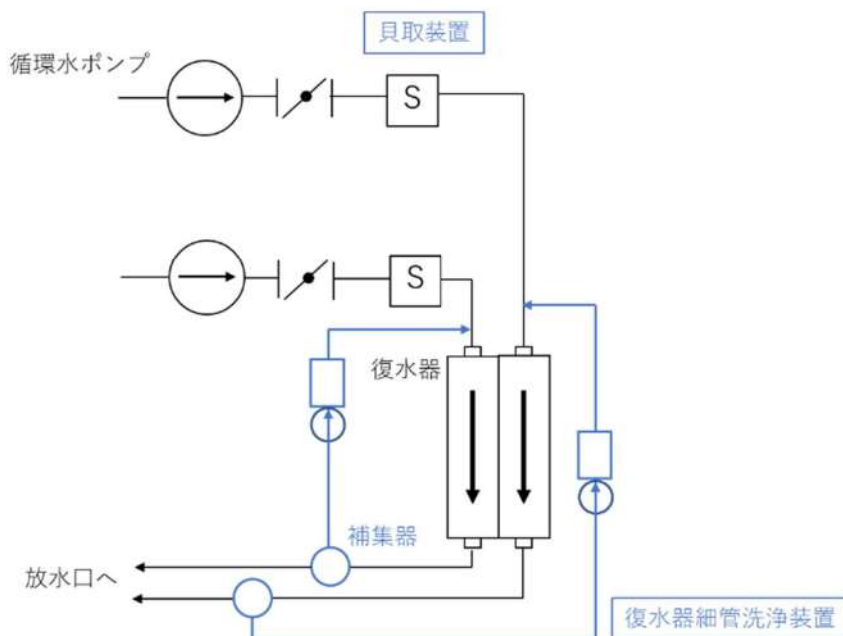 貝取装置
循環水ポンプ
S
S
復水器
補集器
放水口へ
復水器細管洗浄装置